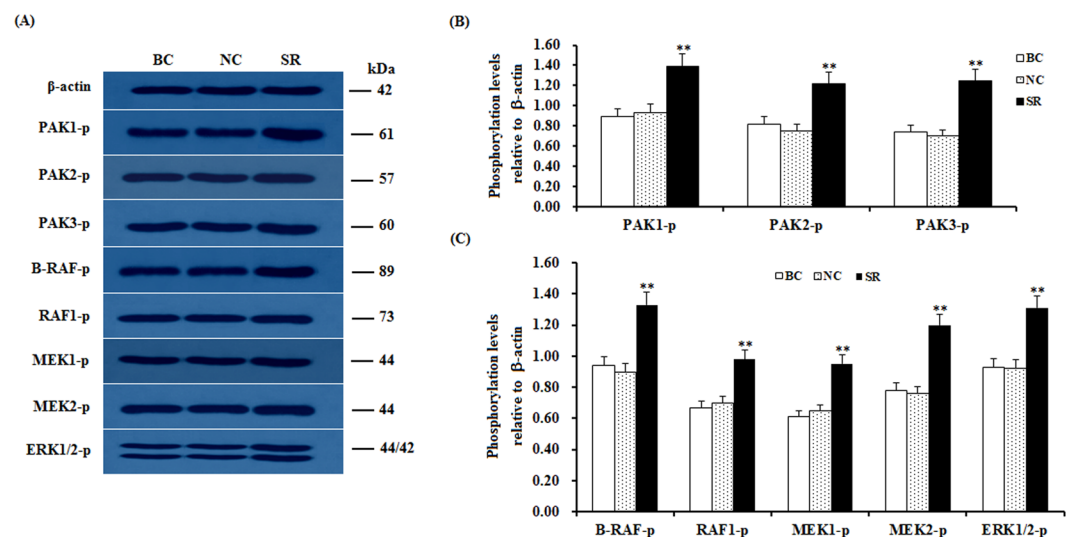 (A)
BC NC SR
kDa
β-actin 42
PAK1-p 61
PAK2-p 57
PAK3-p 60
B-RAF-p 89
RAF1-p 73
MEK1-p 44
MEK2-p 44
ERK1/2-p 44/42
(B)
Phosphorylation levels
relative to β-actin
1.60
1.40
1.20
1.00
0.80
0.60
0.40
0.20
0.00
** ** **
BC
NC
SR
PAK1-p PAK2-p PAK3-p
(C)
Phosphorylation levels
relative to β-actin
1.60
1.40
1.20
1.00
0.80
0.60
0.40
0.20
0.00
BC NC SR
** ** ** ** **
B-RAF-p RAF1-p MEK1-p MEK2-p ERK1/2-p